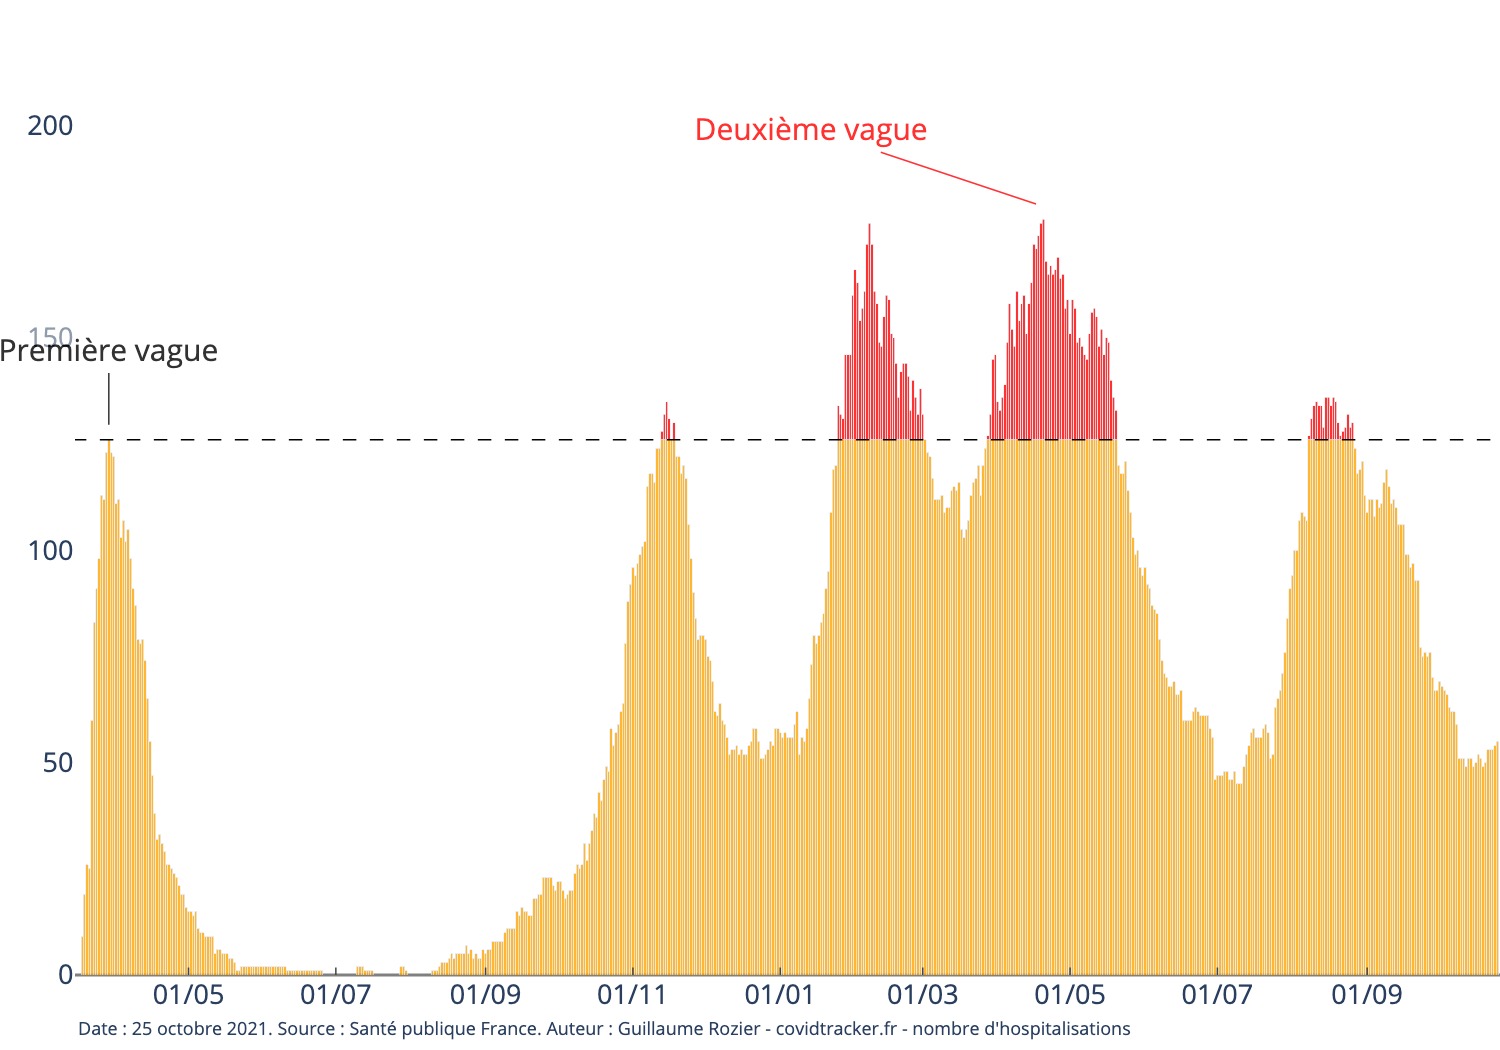 200
Deuxième vague
150
Première vague
100
50
0
01/05 01/07 01/09 01/11 01/01 01/03 01/05 01/07 01/09
Date : 25 octobre 2021. Source : Santé publique France. Auteur : Guillaume Rozier - covidtracker.fr - nombre d'hospitalisations